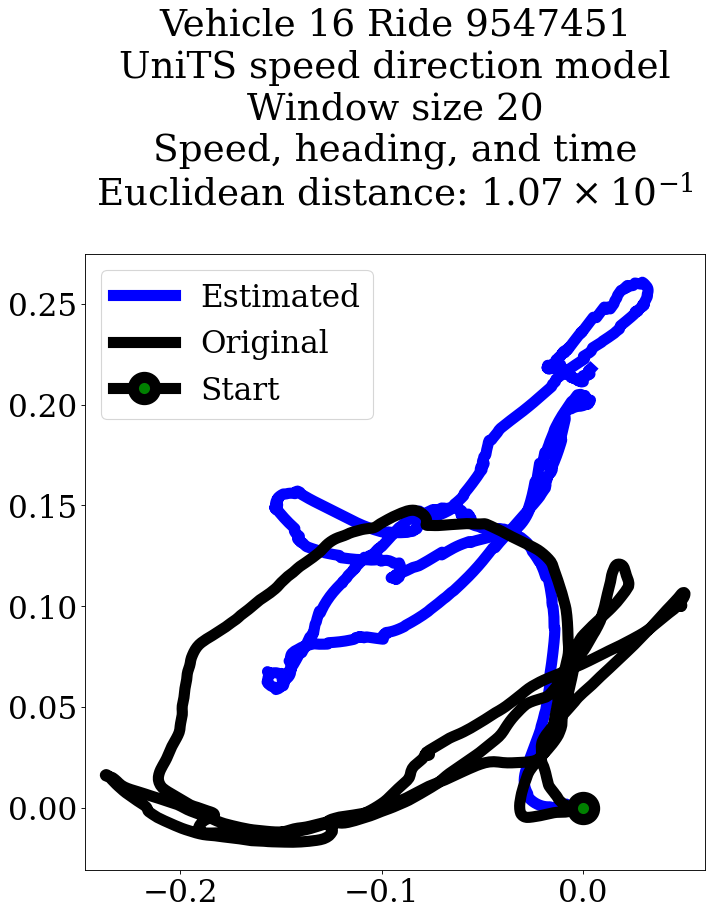 Vehicle 16 Ride 9547451
UniTS speed direction model
Window size 20
Speed, heading, and time
Euclidean distance: 1.07 × 10⁻¹
Estimated
Original
Start
0.25
0.20
0.15
0.10
0.05
0.00
−0.2 −0.1 0.0